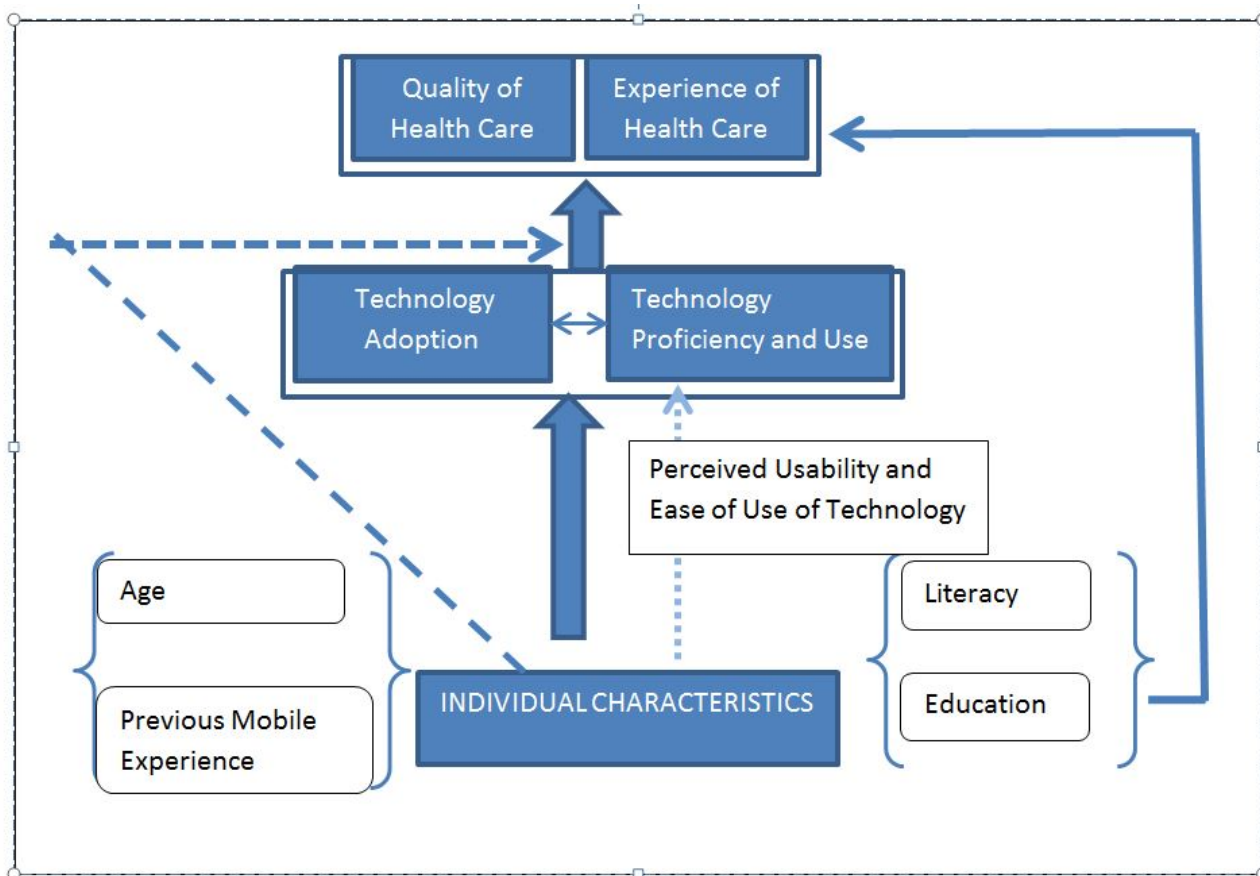 Quality of
Health Care
Experience of
Health Care
Technology
Adoption
Technology
Proficiency and Use
Perceived Usability and
Ease of Use of Technology
Age
Previous Mobile
Experience
INDIVIDUAL CHARACTERISTICS
Literacy
Education